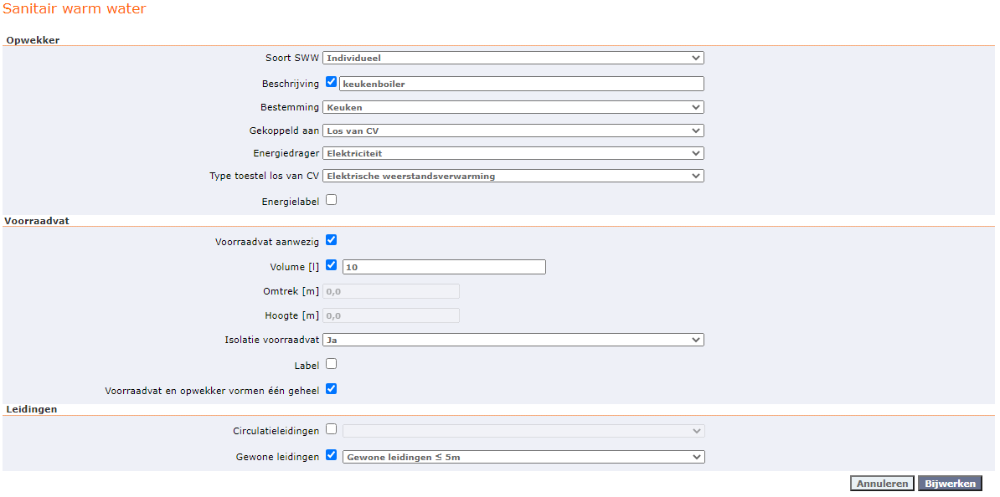 Sanitair warm water
Opwekker
Soort SWW Individueel
Beschrijving keukenboiler
Bestemming Keuken
Gekoppeld aan Los van CV
Energiedrager Elektriciteit
Type toestel los van CV Elektrische weerstandsverwarming
Energielabel
Voorraadvat
Voorraadvat aanwezig
Volume [l] 10
Omtrek [m] 0,0
Hoogte [m] 0,0
Isolatie voorraadvat Ja
Label
Voorraadvat en opwekker vormen één geheel
Leidingen
Circulatieleidingen
Gewone leidingen Gewone leidingen ≤ 5m
Annuleren Bijwerken